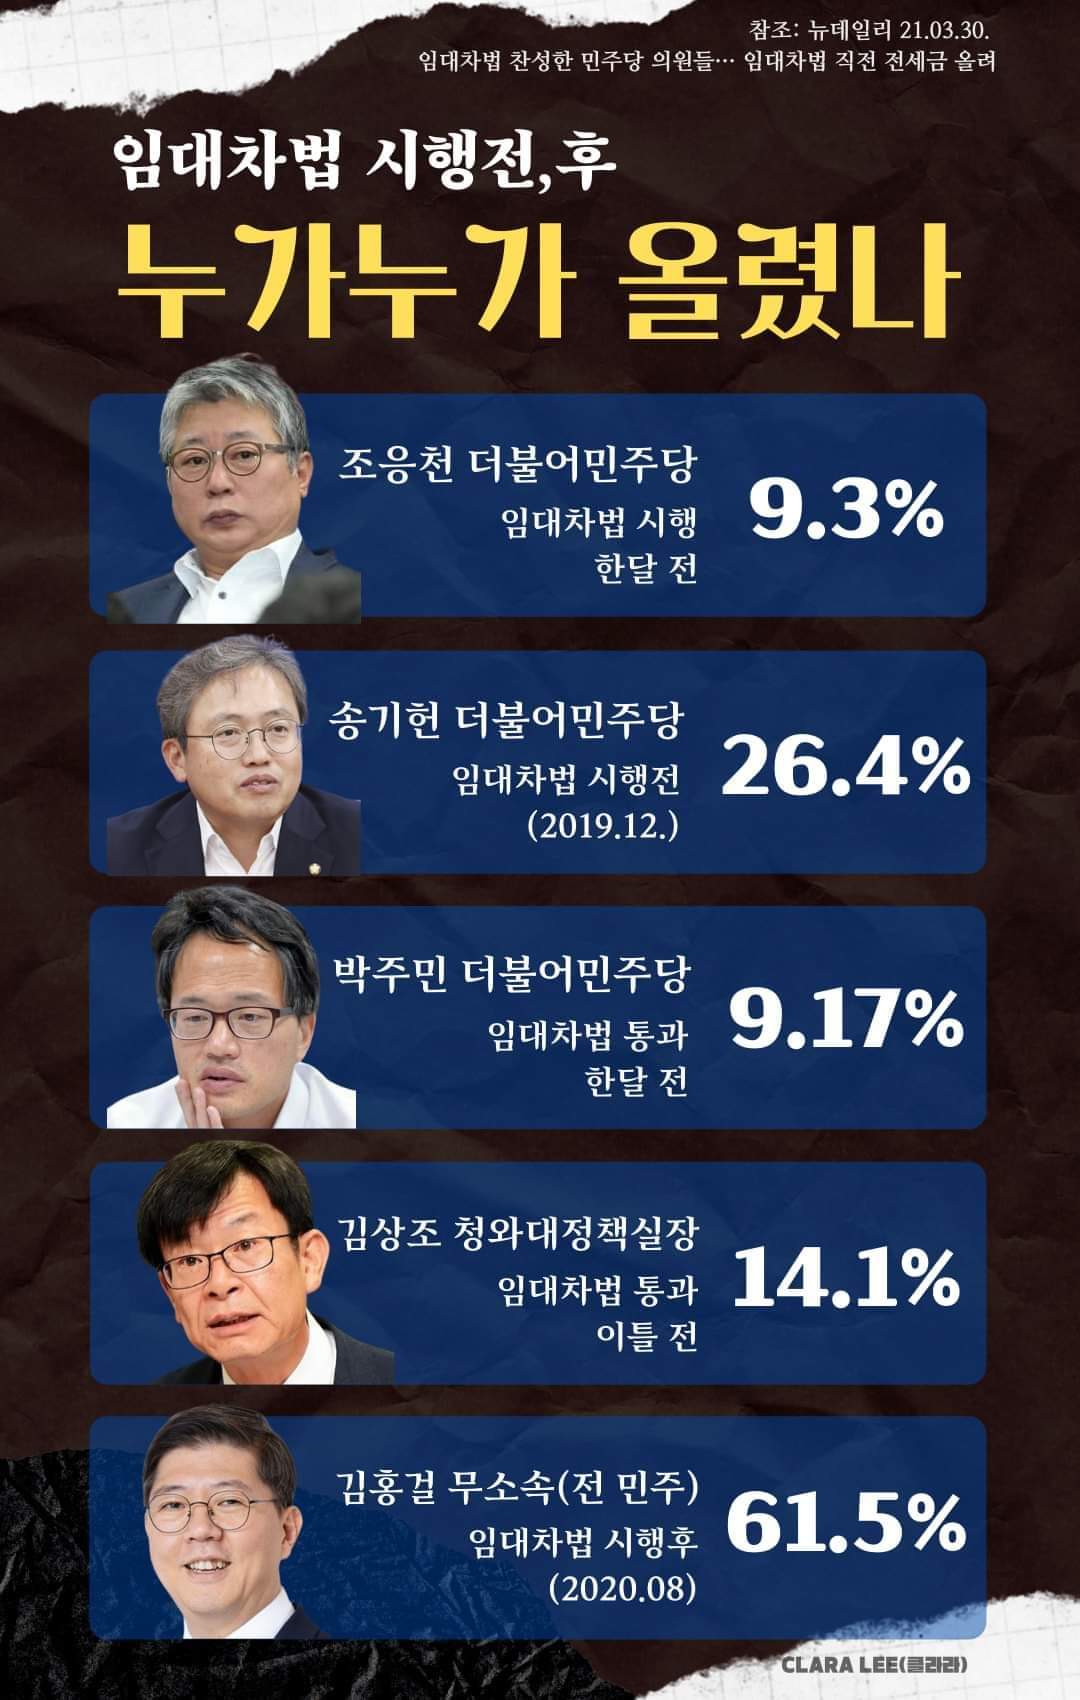 참조: 뉴데일리 21.03.30.
임대차법 찬성한 민주당 의원들··· 임대차법 직전 전세금 올려
임대차법 시행전,후
누가누가 올렸나
조응천 더불어민주당
임대차법 시행
한달 전
9.3%
송기헌 더불어민주당
임대차법 시행전
(2019.12.)
26.4%
박주민 더불어민주당
임대차법 통과
한달 전
9.17%
김상조 청와대정책실장
임대차법 통과
이틀 전
14.1%
김홍걸 무소속(전 민주)
임대차법 시행후
(2020.08)
61.5%
CLARA LEE(클라라)